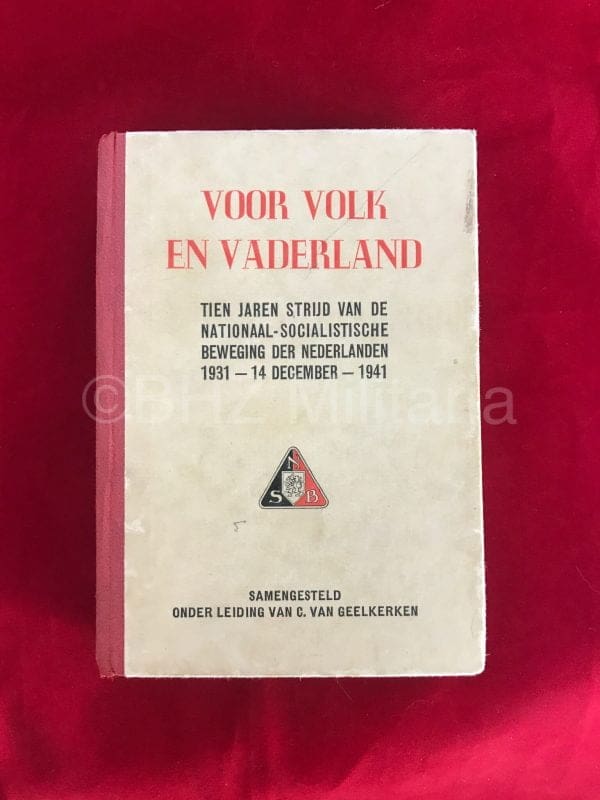 VOOR VOLK
EN VADERLAND
TIEN JAREN STRIJD VAN DE
NATIONAAL-SOCIALISTISCHE
BEWEGING DER NEDERLANDEN
1931 — 14 DECEMBER — 1941
©BHZ Militaria
N
S B
SAMENGESTELD
ONDER LEIDING VAN C. VAN GEELKERKEN